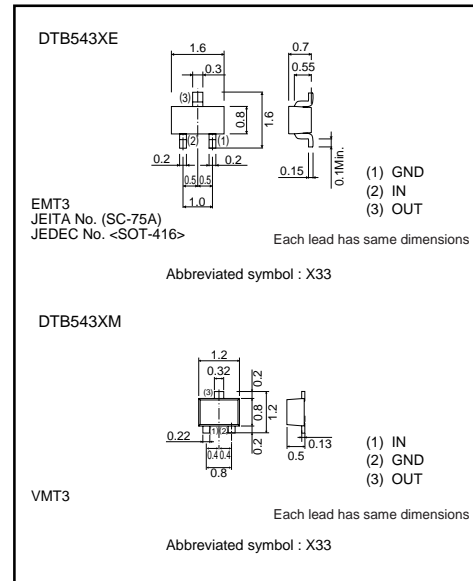 DTB543XE
1.6
0.3
(3)
(2)
(1)
0.8
1.6
0.2
0.2
0.5 0.5
1.0
0.7
0.55
0.15
0.1Min.
(1) GND
(2) IN
(3) OUT
EMT3
JEITA No. (SC-75A)
JEDEC No. <SOT-416>
Each lead has same dimensions
Abbreviated symbol : X33
DTB543XM
1.2
0.32
(3)
(1)
(2)
0.2
0.8
1.2
0.2
0.22
0.4 0.4
0.8
0.13
0.5
(1) IN
(2) GND
(3) OUT
VMT3
Each lead has same dimensions
Abbreviated symbol : X33